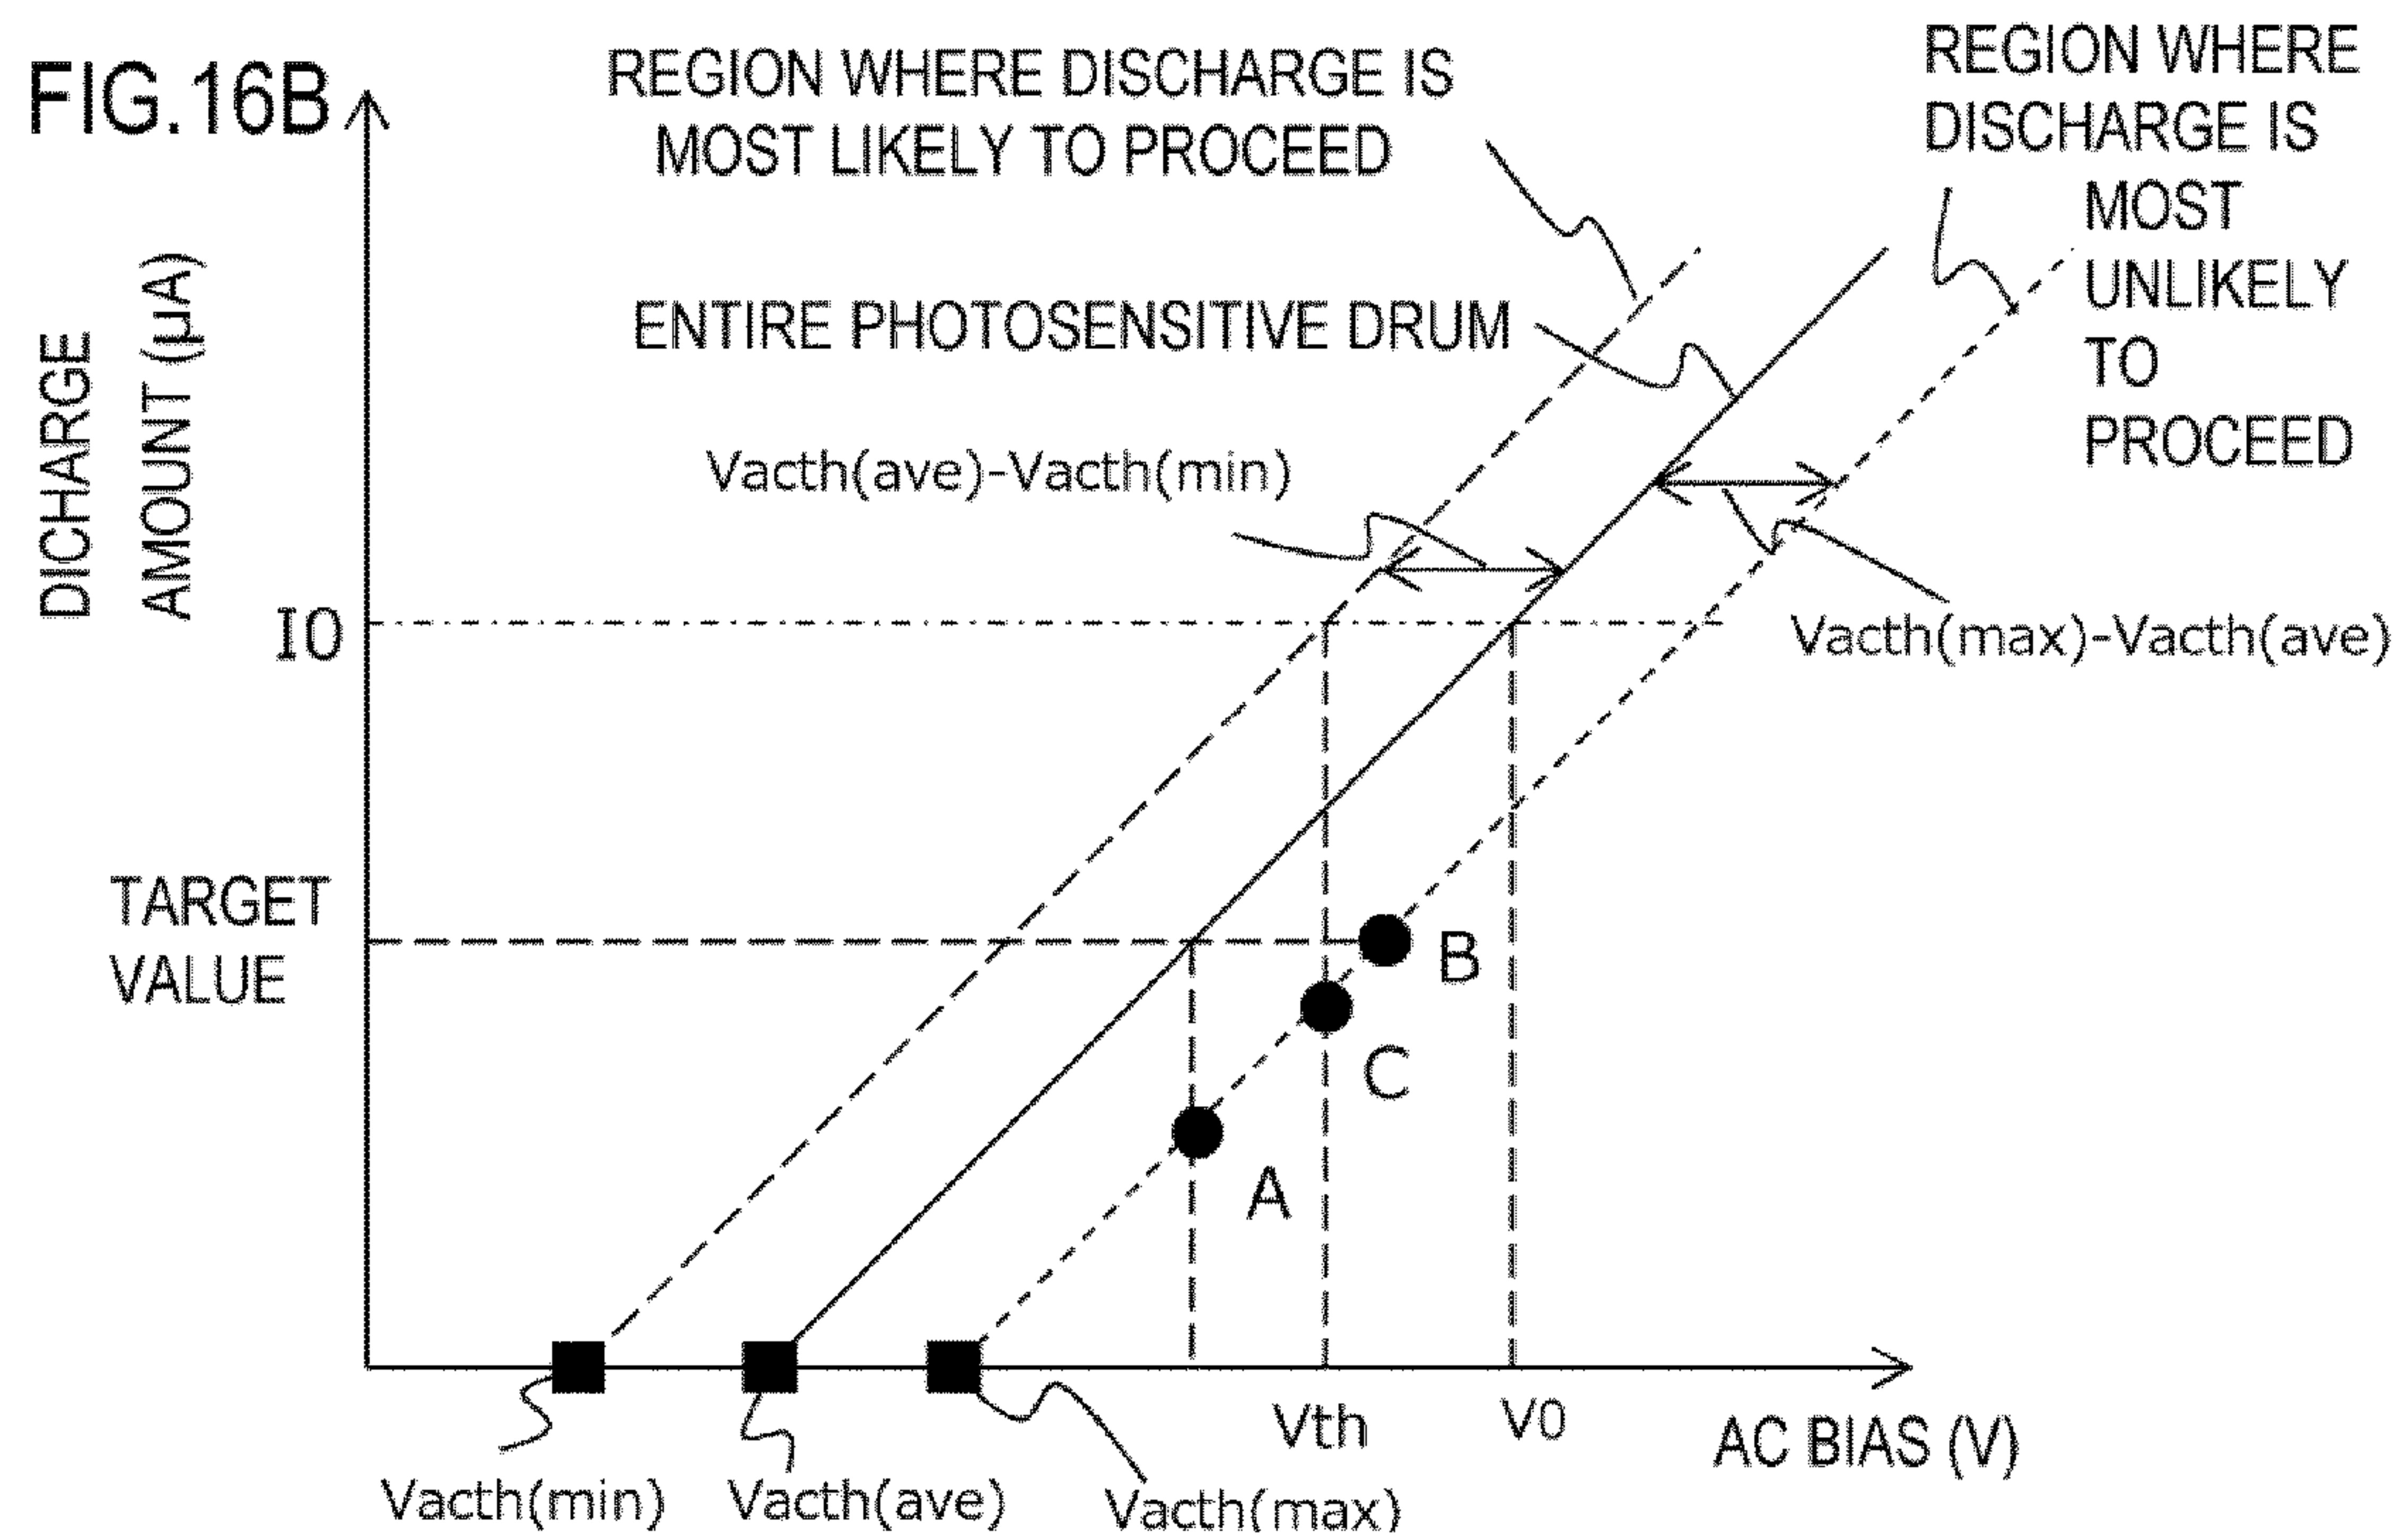 FIG.16B
REGION WHERE DISCHARGE IS
MOST LIKELY TO PROCEED
REGION WHERE
DISCHARGE IS
MOST
UNLIKELY
TO
PROCEED
ENTIRE PHOTOSENSITIVE DRUM
Vacth(ave)-Vacth(min)
Vacth(max)-Vacth(ave)
DICHARGE
AMOUNT (μA)
I0
TARGET
VALUE
B
C
A
Vth
V0
AC BIAS (V)
Vacth(min)
Vacth(ave)
Vacth(max)